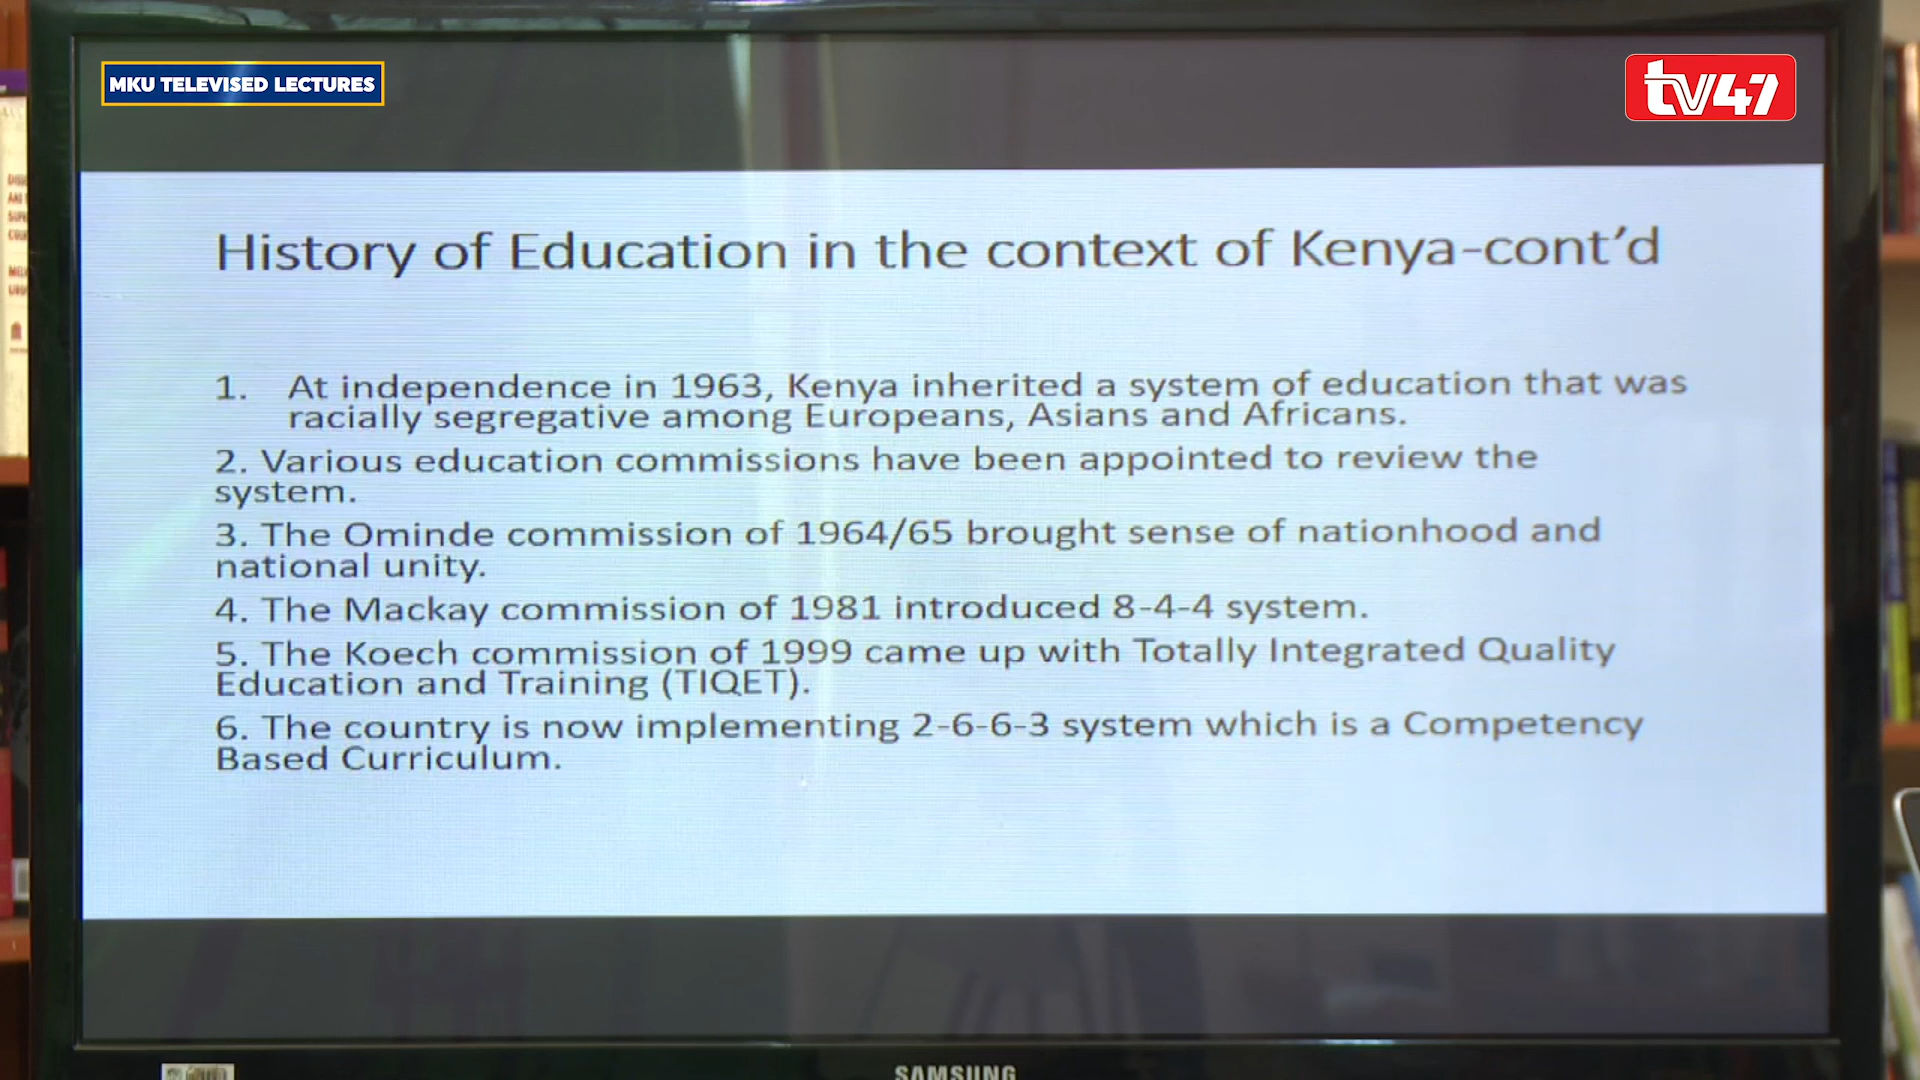 MKU TELEVISED LECTURES
tv47
History of Education in the context of Kenya-cont’d
1. At independence in 1963, Kenya inherited a system of education that was
racially segregative among Europeans, Asians and Africans.
2. Various education commissions have been appointed to review the
system.
3. The Ominde commission of 1964/65 brought sense of nationhood and
national unity.
4. The Mackay commission of 1981 introduced 8-4-4 system.
5. The Koech commission of 1999 came up with Totally Integrated Quality
Education and Training (TIQET).
6. The country is now implementing 2-6-6-3 system which is a Competency
Based Curriculum.
SAMSUNG